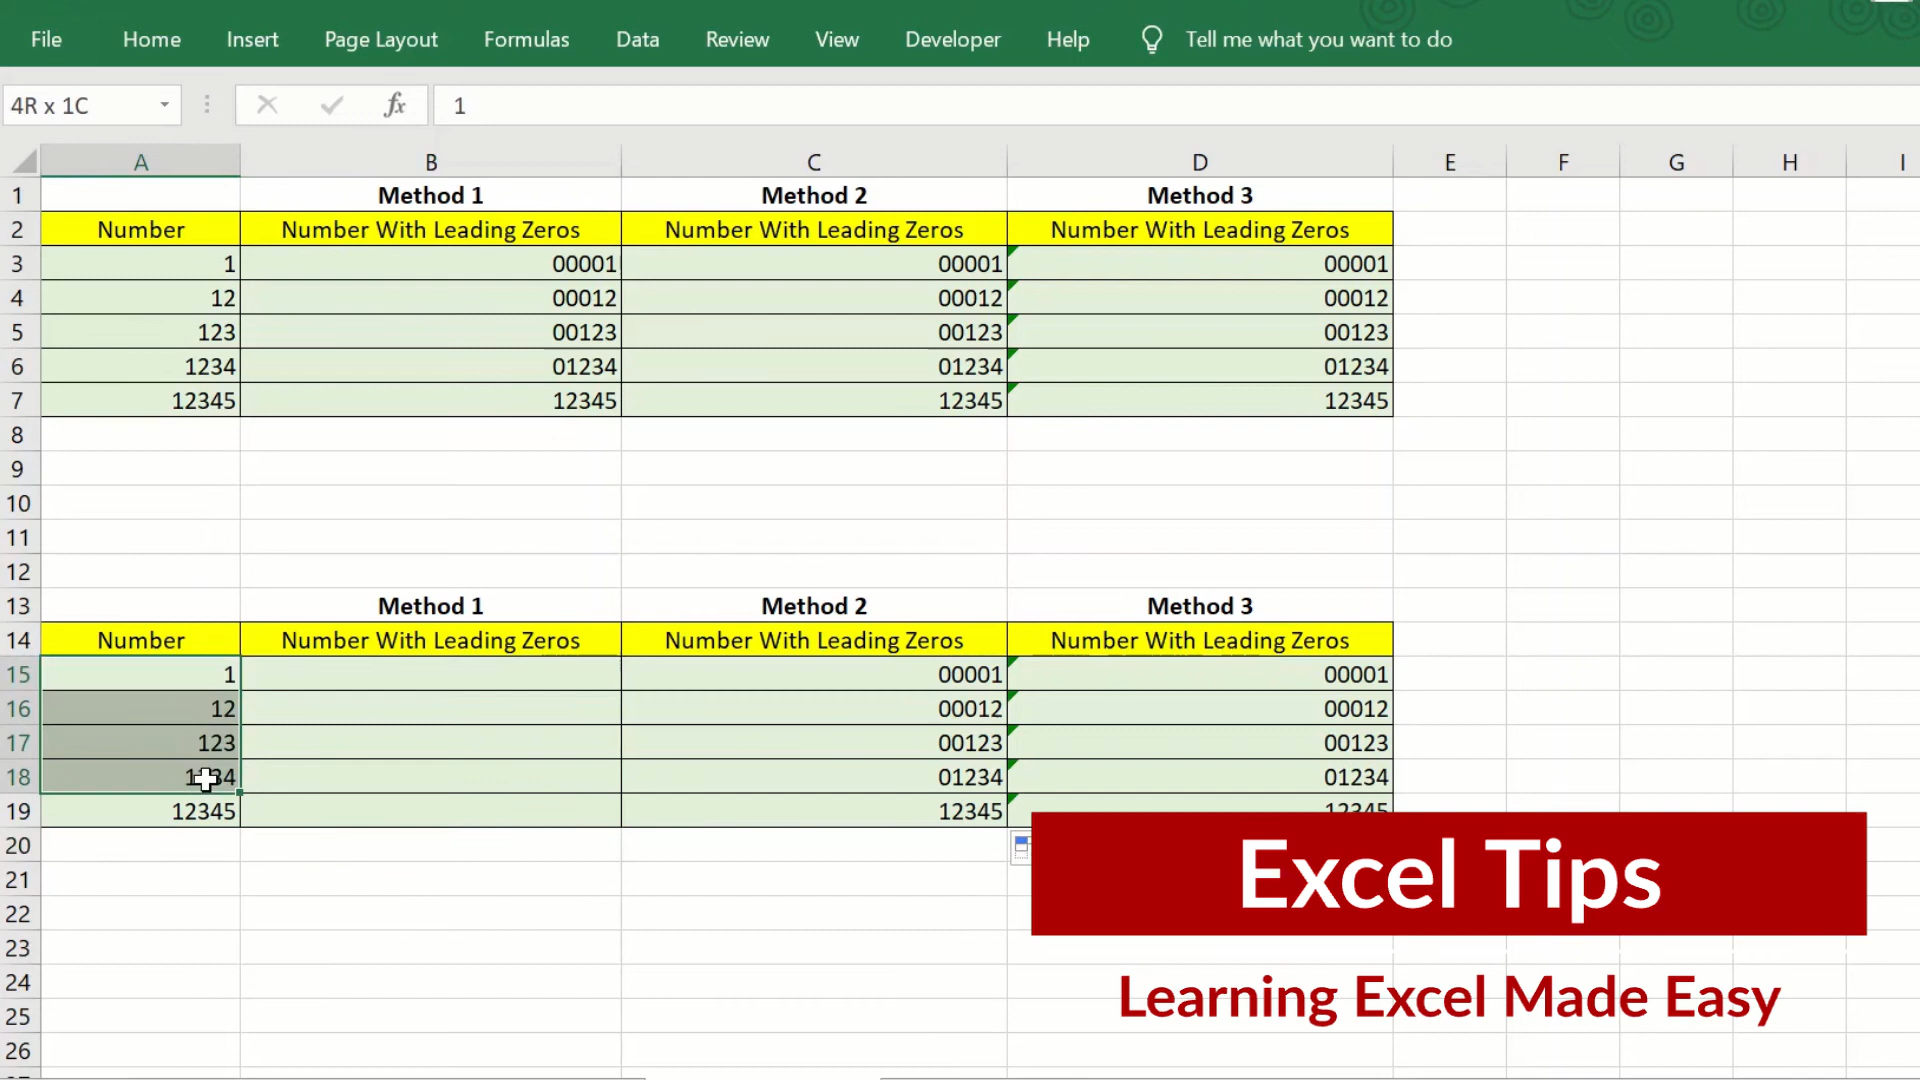 File Home Insert Page Layout Formulas Data Review View Developer Help Tell me what you want to do
4R x 1C fx 1
A B C D E F G H I
1 Method 1 Method 2 Method 3
2 Number Number With Leading Zeros Number With Leading Zeros Number With Leading Zeros
3 1 00001 00001 00001
4 12 00012 00012 00012
5 123 00123 00123 00123
6 1234 01234 01234 01234
7 12345 12345 12345 12345
8
9
10
11
12
13 Method 1 Method 2 Method 3
14 Number Number With Leading Zeros Number With Leading Zeros Number With Leading Zeros
15 1 00001 00001
16 12 00012 00012
17 123 00123 00123
18 1234 01234 01234
19 12345 12345 12345
20
21
22
23
24
25
26
Excel Tips
Learning Excel Made Easy